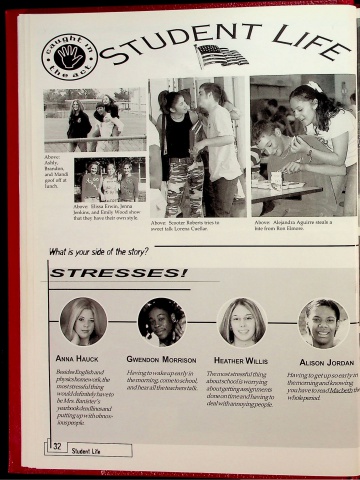 caught in
the act
STUDENT LIFE
Above:
Ashly,
Brandon,
and Mandi
goof off at
lunch.
Above: Elissa Erwin, Jenna
Jenkins, and Emily Wood show
that they have their own style.
Above: Scooter Roberts tries to
sweet talk Lorena Cuellar.
Above: Alejandra Aguirre steals a
bite from Ron Elmore.
What is your side of the story?
STRESSES!
ANNA HAUCK
Besides English and
physics homework, the
most stressful thing
would definitely have to
be Mrs. Banister's
yearbook deadlines and
putting up with obnox-
ious people.
GWENDON MORRISON
Having to wake up early in
the morning, come to school,
and hear all the teachers talk.
HEATHER WILLIS
The most stressful thing
about school is worrying
about getting assignments
done on time and having to
deal with annoying people.
ALISON JORDAN
Having to get up so early in
the morning and knowing
you have to read Macbeth the
whole period.
32
Student Life